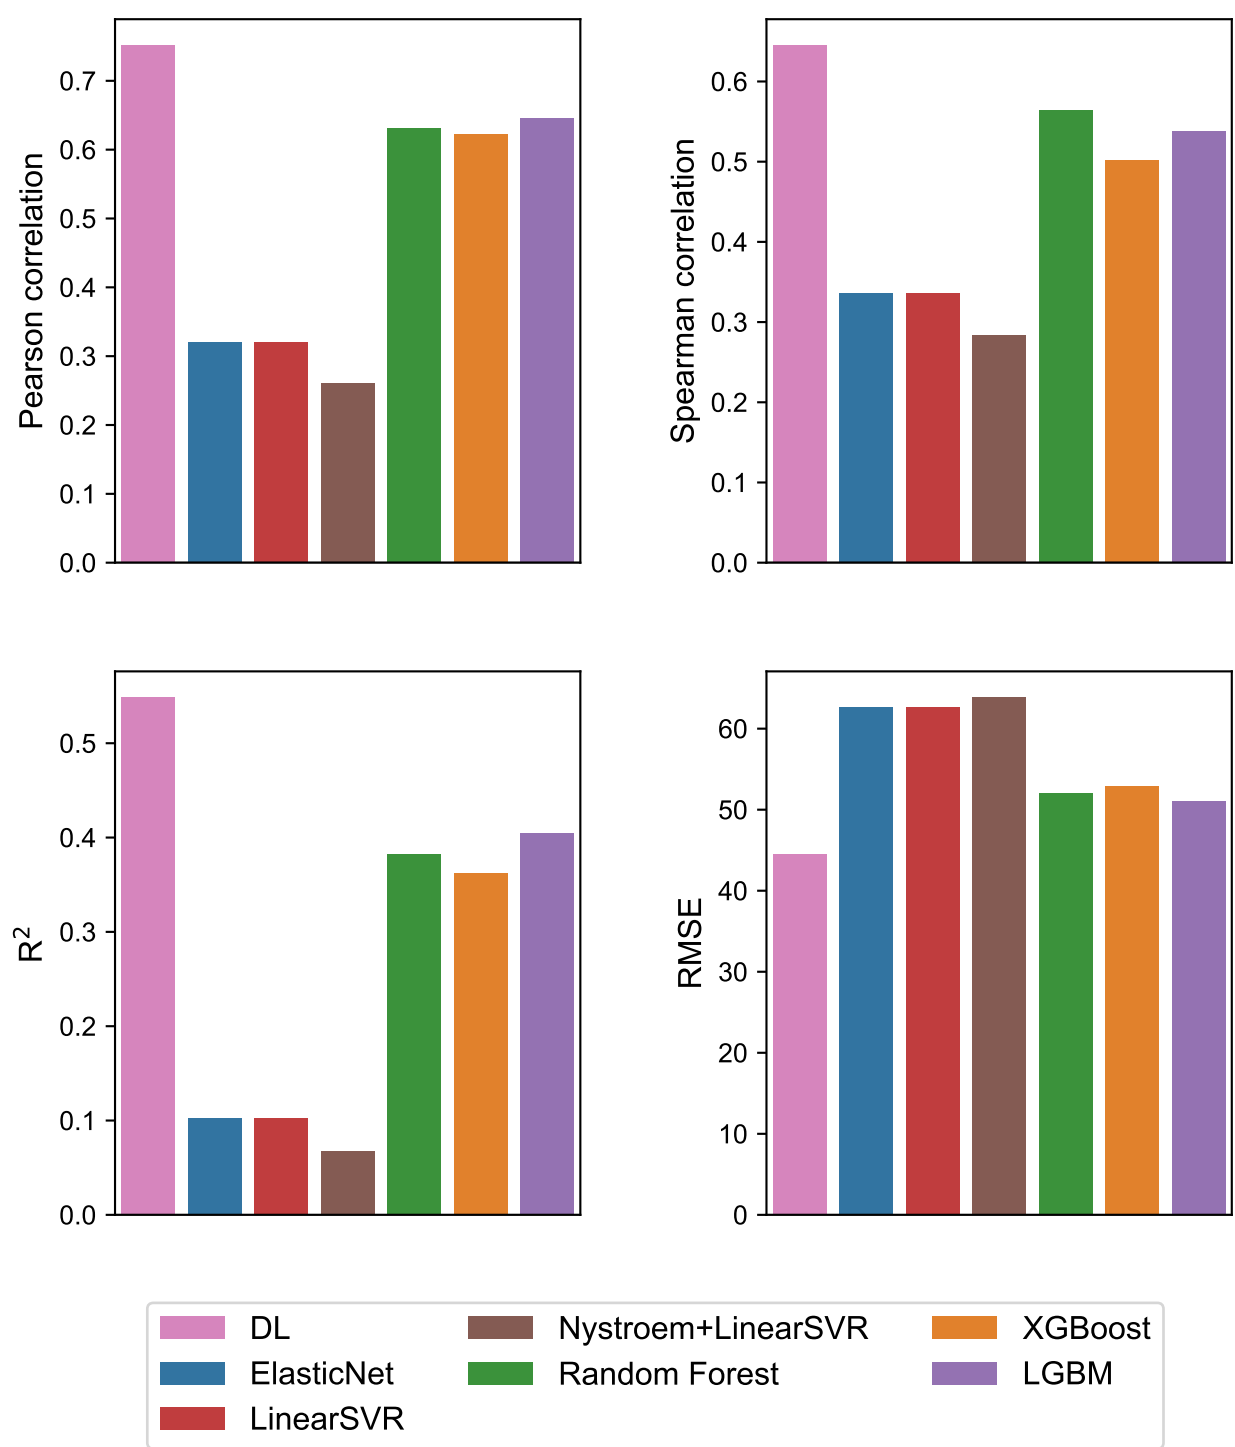 Pearson correlation
0.7
0.6
0.5
0.4
0.3
0.2
0.1
0.0
Spearman correlation
0.6
0.5
0.4
0.3
0.2
0.1
0.0
R²
0.5
0.4
0.3
0.2
0.1
0.0
RMSE
60
50
40
30
20
10
0
DL
ElasticNet
LinearSVR
Nystroem+LinearSVR
Random Forest
XGBoost
LGBM